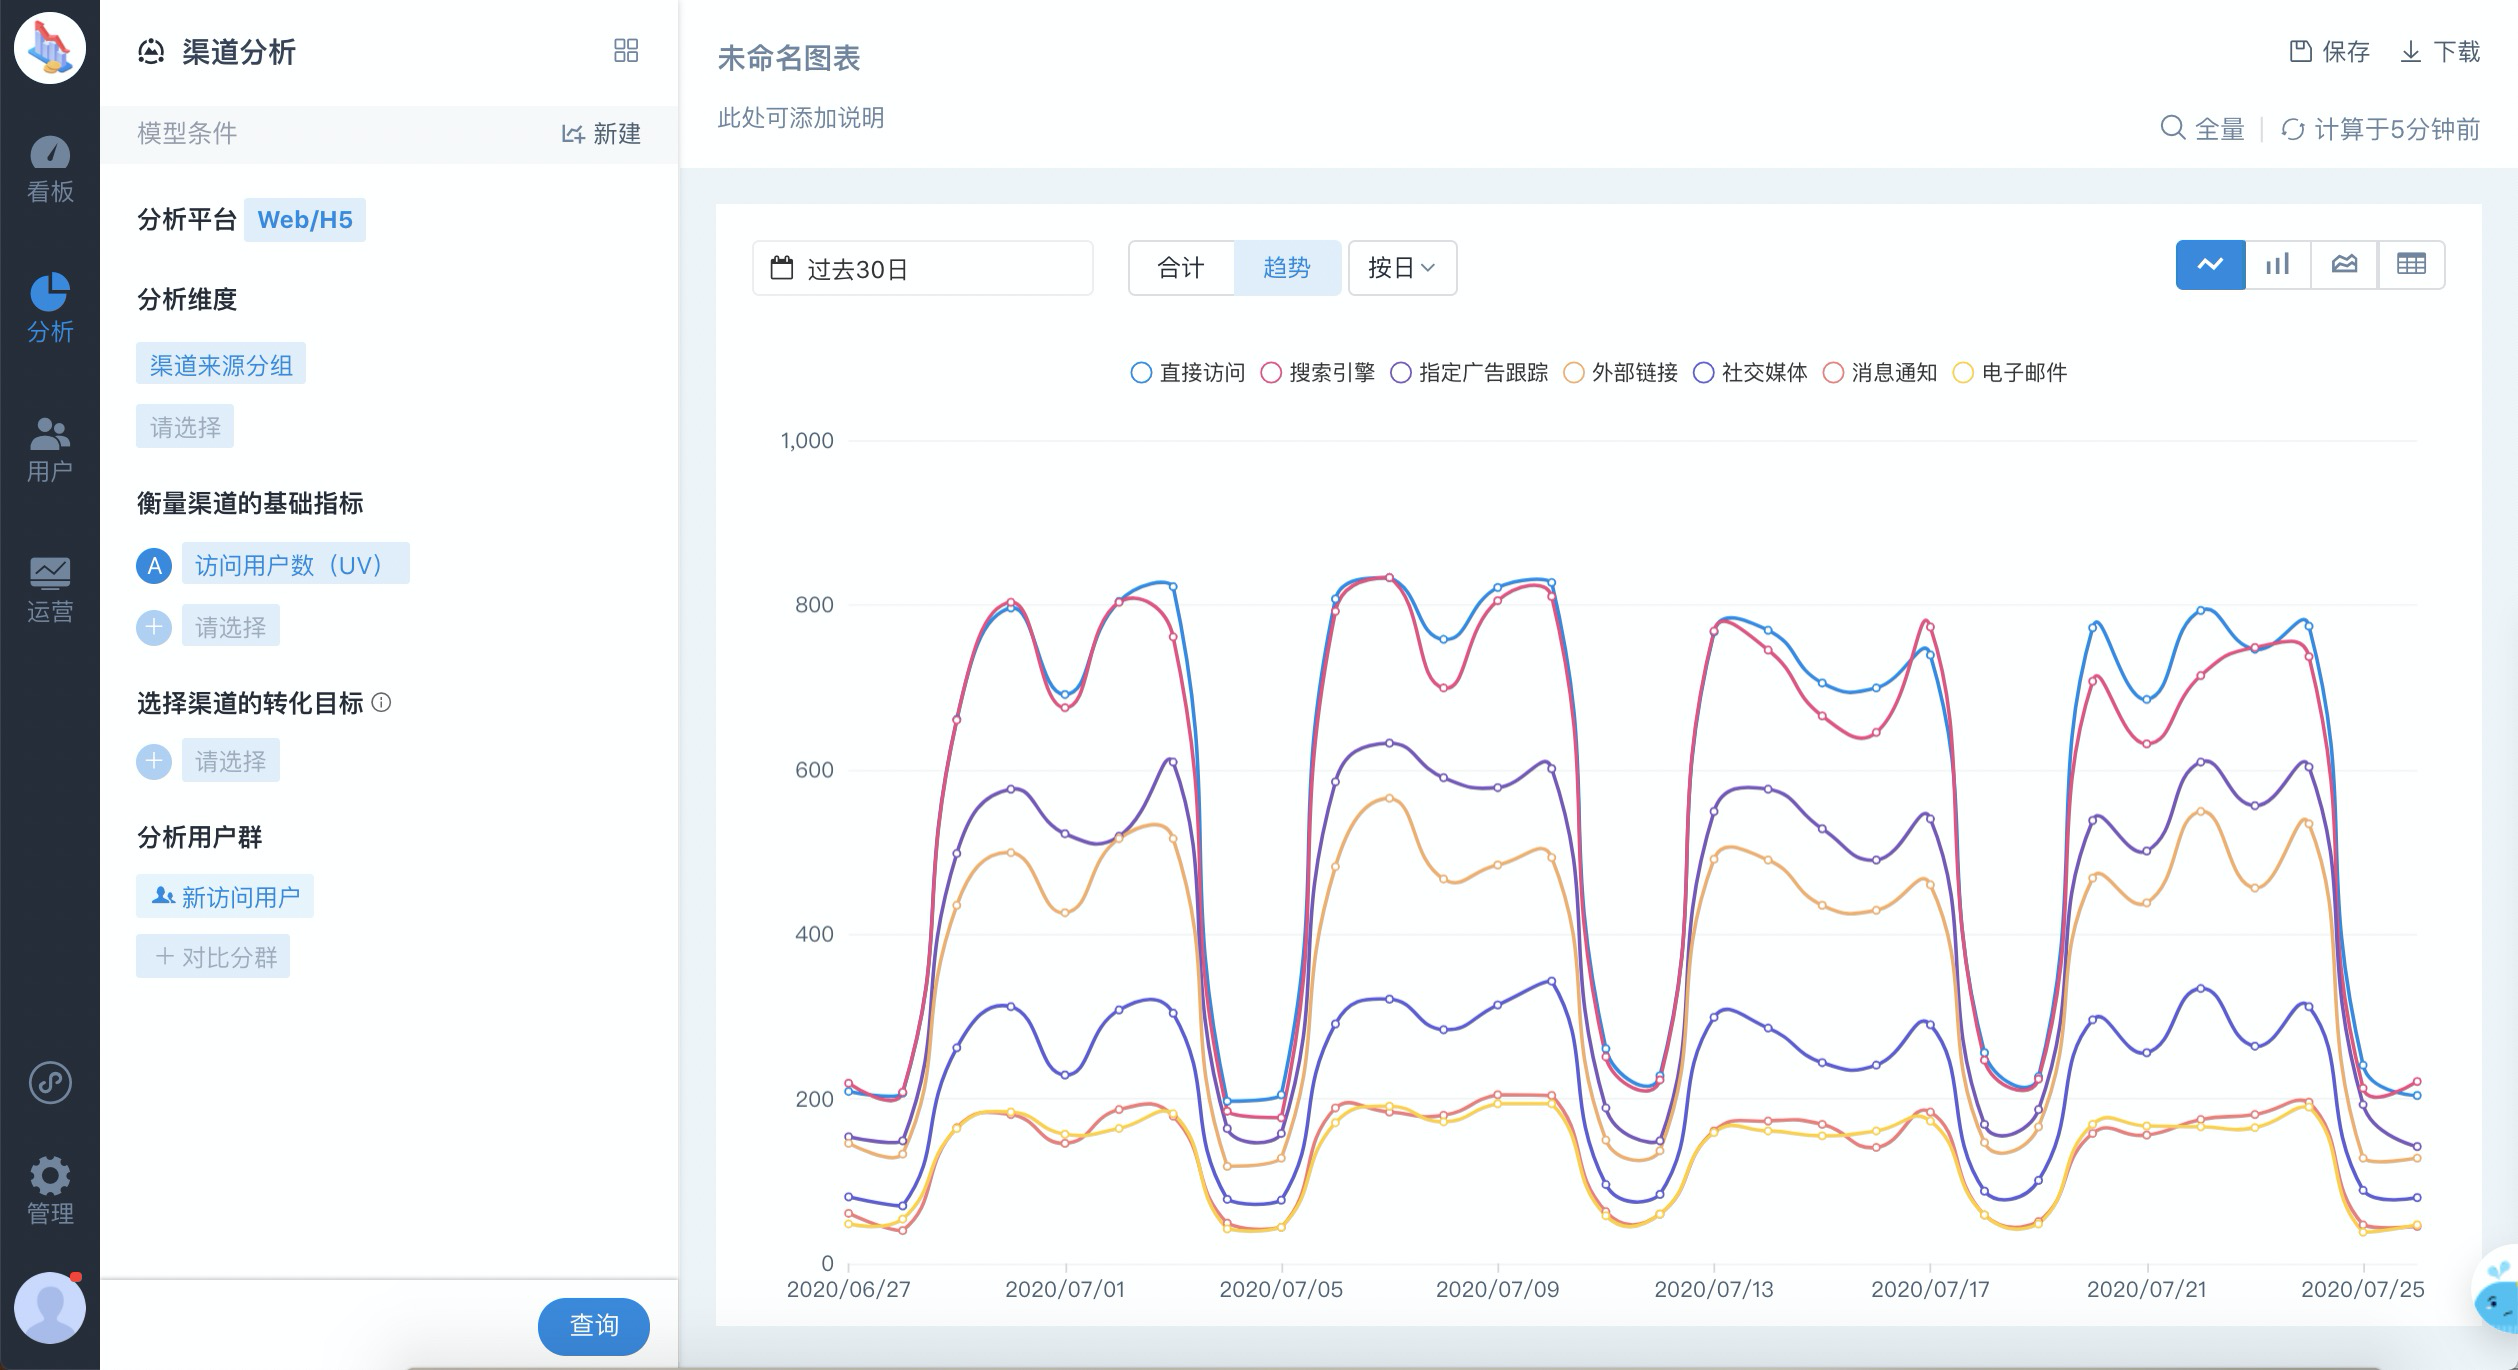 看板
分析
用户
运营
管理
渠道分析
模型条件
新建
分析平台 Web/H5
分析维度
渠道来源分组
请选择
衡量渠道的基础指标
A 访问用户数（UV）
请选择
选择渠道的转化目标
请选择
分析用户群
新访问用户
+ 对比分群
查询
未命名图表
此处可添加说明
保存 下载
全量 | 计算于5分钟前
过去30日
合计 趋势 按日
直接访问 搜索引擎 指定广告跟踪 外部链接 社交媒体 消息通知 电子邮件
1,000
800
600
400
200
0
2020/06/27 2020/07/01 2020/07/05 2020/07/09 2020/07/13 2020/07/17 2020/07/21 2020/07/25